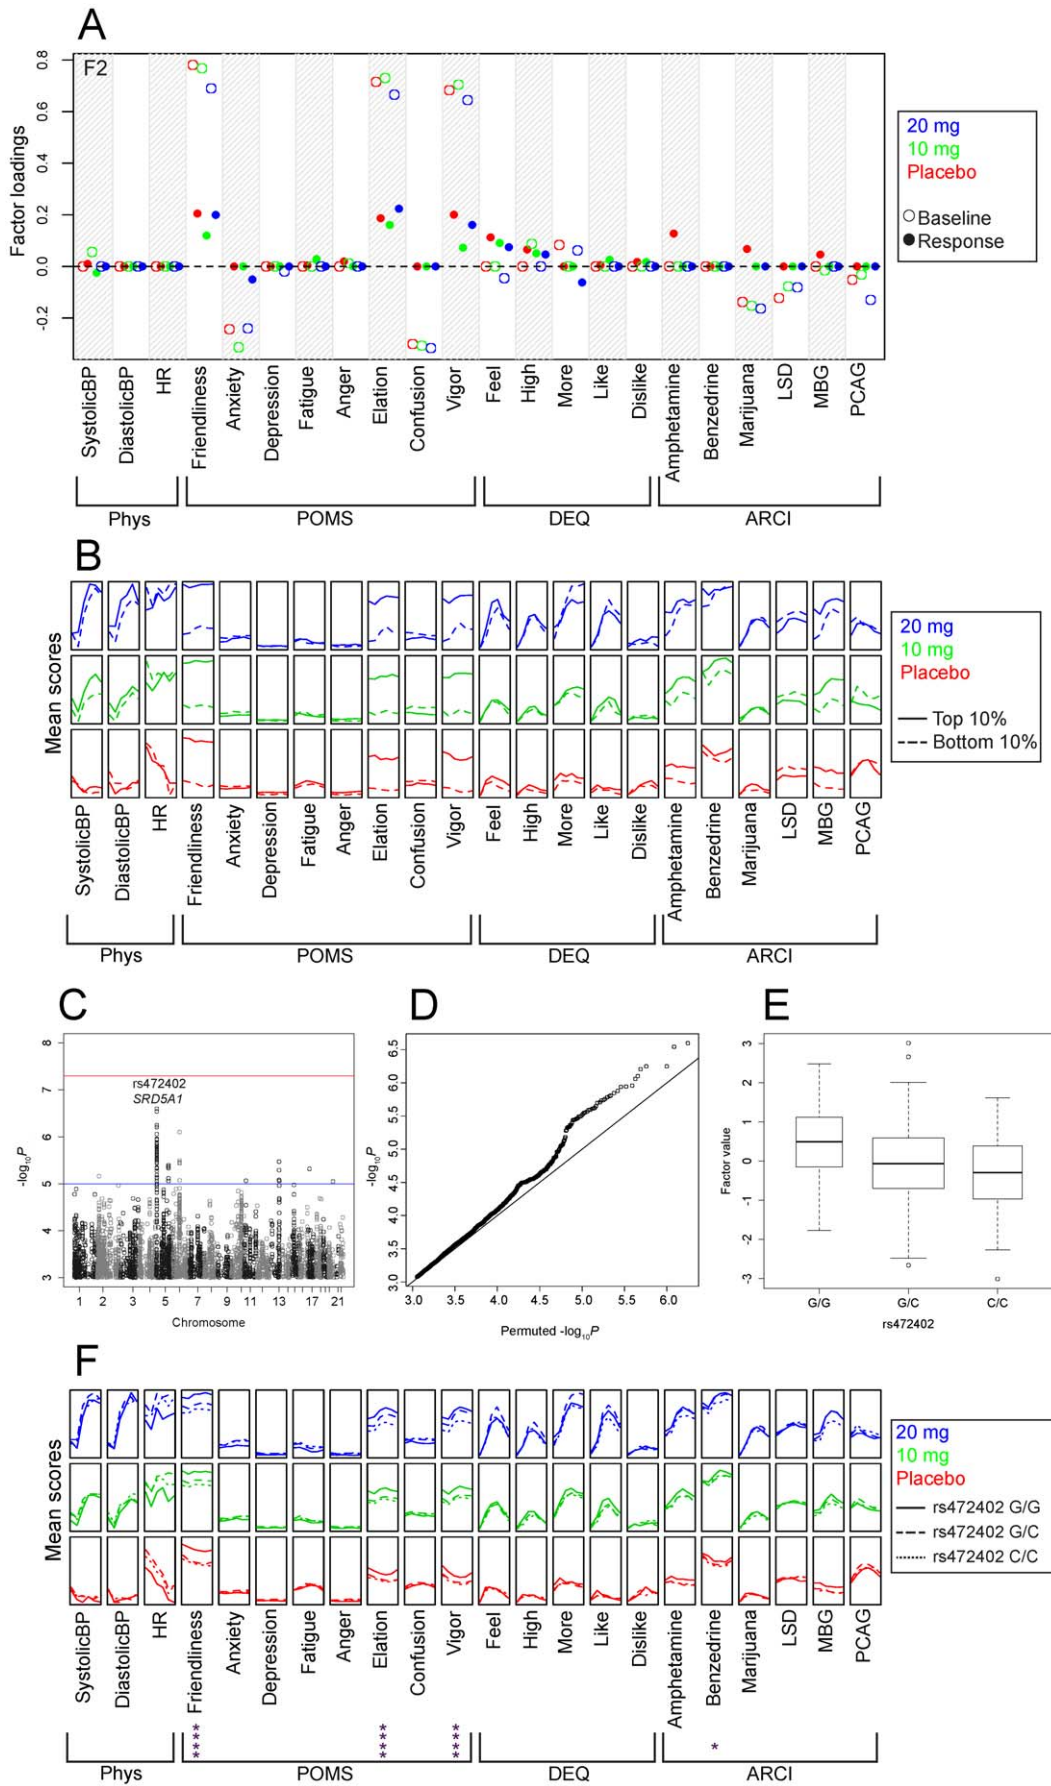 A
F2
Factor loadings
0.8
0.6
0.4
0.2
0.0
-0.2
20 mg
10 mg
Placebo
Baseline
Response
SystolicBP
DiastolicBP
HR
Friendliness
Anxiety
Depression
Fatigue
Anger
Elation
Confusion
Vigor
Feel
High
More
Like
Dislike
Amphetamine
Benzedrine
Marijuana
LSD
MBG
PCAG
Phys
POMS
DEQ
ARCI
B
Mean scores
20 mg
10 mg
Placebo
Top 10%
Bottom 10%
SystolicBP
DiastolicBP
HR
Friendliness
Anxiety
Depression
Fatigue
Anger
Elation
Confusion
Vigor
Feel
High
More
Like
Dislike
Amphetamine
Benzedrine
Marijuana
LSD
MBG
PCAG
Phys
POMS
DEQ
ARCI
C
-log10P
8
7
6
5
4
3
rs472402
SRD5A1
1 2 3 5 7 9 11 13 17 21
Chromosome
D
-log10P
6.5
6.0
5.5
5.0
4.5
4.0
3.5
3.0
3.0 3.5 4.0 4.5 5.0 5.5 6.0
Permuted -log10P
E
Factor value
3
2
1
0
-1
-2
-3
G/G G/C C/C
rs472402
F
Mean scores
20 mg
10 mg
Placebo
rs472402 G/G
rs472402 G/C
rs472402 C/C
SystolicBP
DiastolicBP
HR
Friendliness
Anxiety
Depression
Fatigue
Anger
Elation
Confusion
Vigor
Feel
High
More
Like
Dislike
Amphetamine
Benzedrine
Marijuana
LSD
MBG
PCAG
**** **** **** *
Phys
POMS
DEQ
ARCI